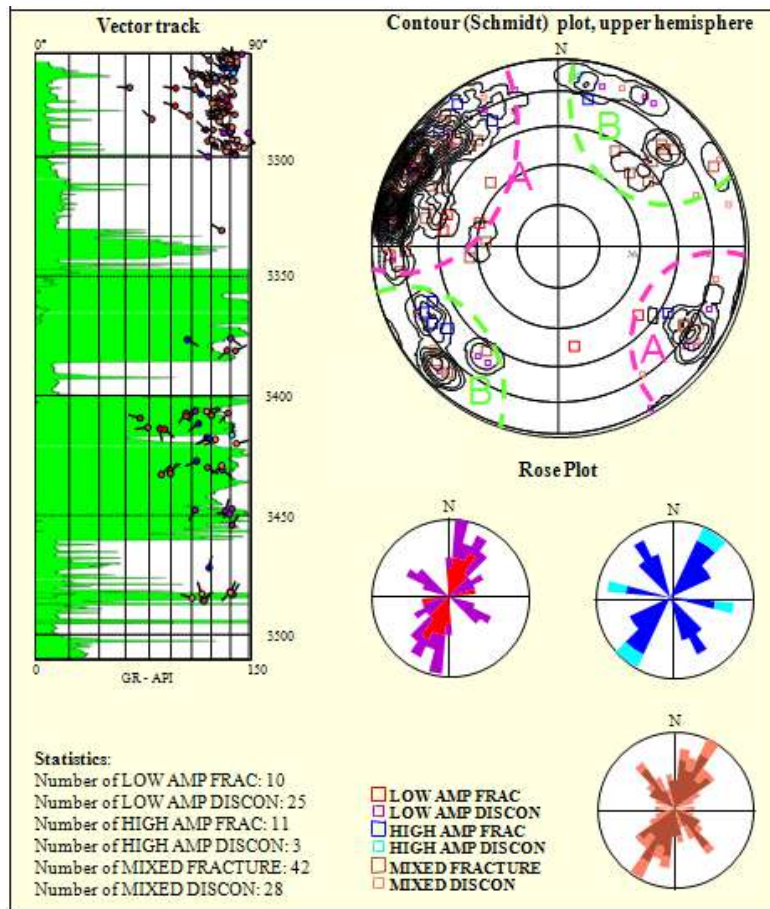 Vector track
Contour (Schmidt) plot, upper hemisphere
0°
90°
N
B
A
3300
3350
A
B
3400
Rose Plot
3450
N
N
3500
0
150
GR - API
N
Statistics:
Number of LOW AMP FRAC: 10
Number of LOW AMP DISCON: 25
Number of HIGH AMP FRAC: 11
Number of HIGH AMP DISCON: 3
Number of MIXED FRACTURE: 42
Number of MIXED DISCON: 28
LOW AMP FRAC
LOW AMP DISCON
HIGH AMP FRAC
HIGH AMP DISCON
MIXED FRACTURE
MIXED DISCON